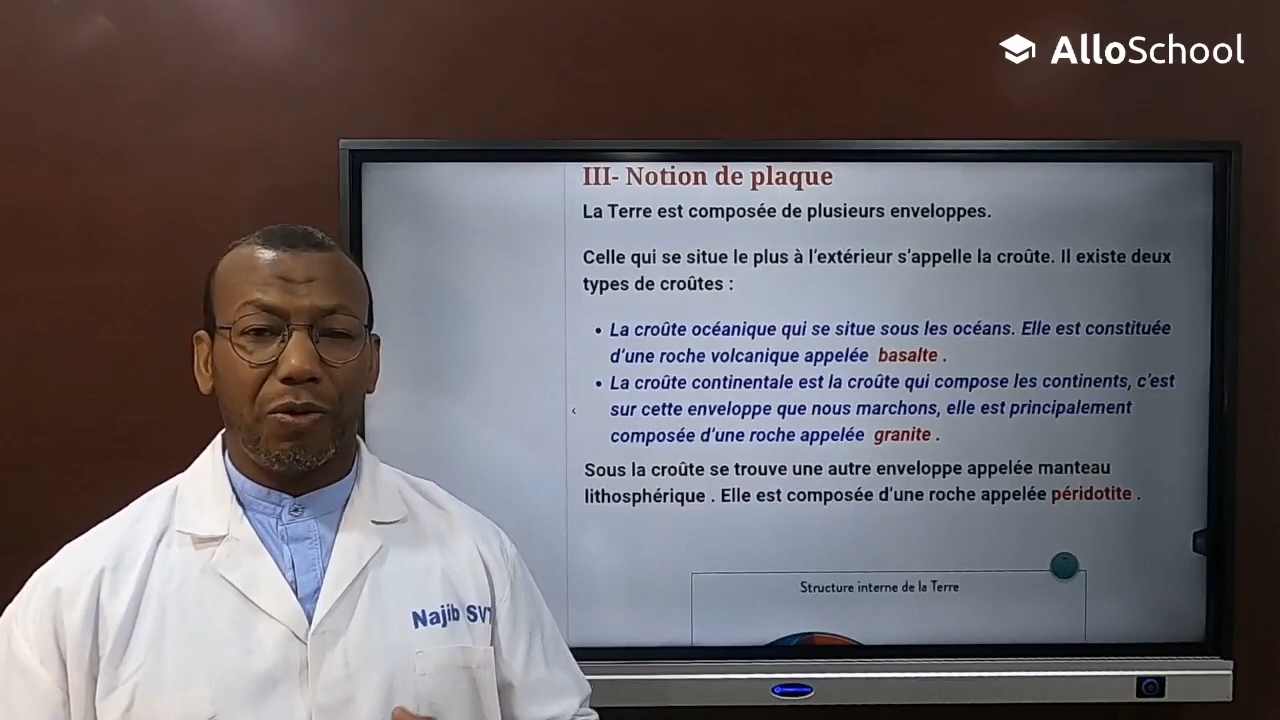 AlloSchool
III- Notion de plaque
La Terre est composée de plusieurs enveloppes.
Celle qui se situe le plus à l’extérieur s’appelle la croûte. Il existe deux
types de croûtes :
• La croûte océanique qui se situe sous les océans. Elle est constituée
d’une roche volcanique appelée basalte .
• La croûte continentale est la croûte qui compose les continents, c’est
sur cette enveloppe que nous marchons, elle est principalement
composée d’une roche appelée granite .
Sous la croûte se trouve une autre enveloppe appelée manteau
lithosphérique . Elle est composée d’une roche appelée péridotite .
Structure interne de la Terre
Najib SVT